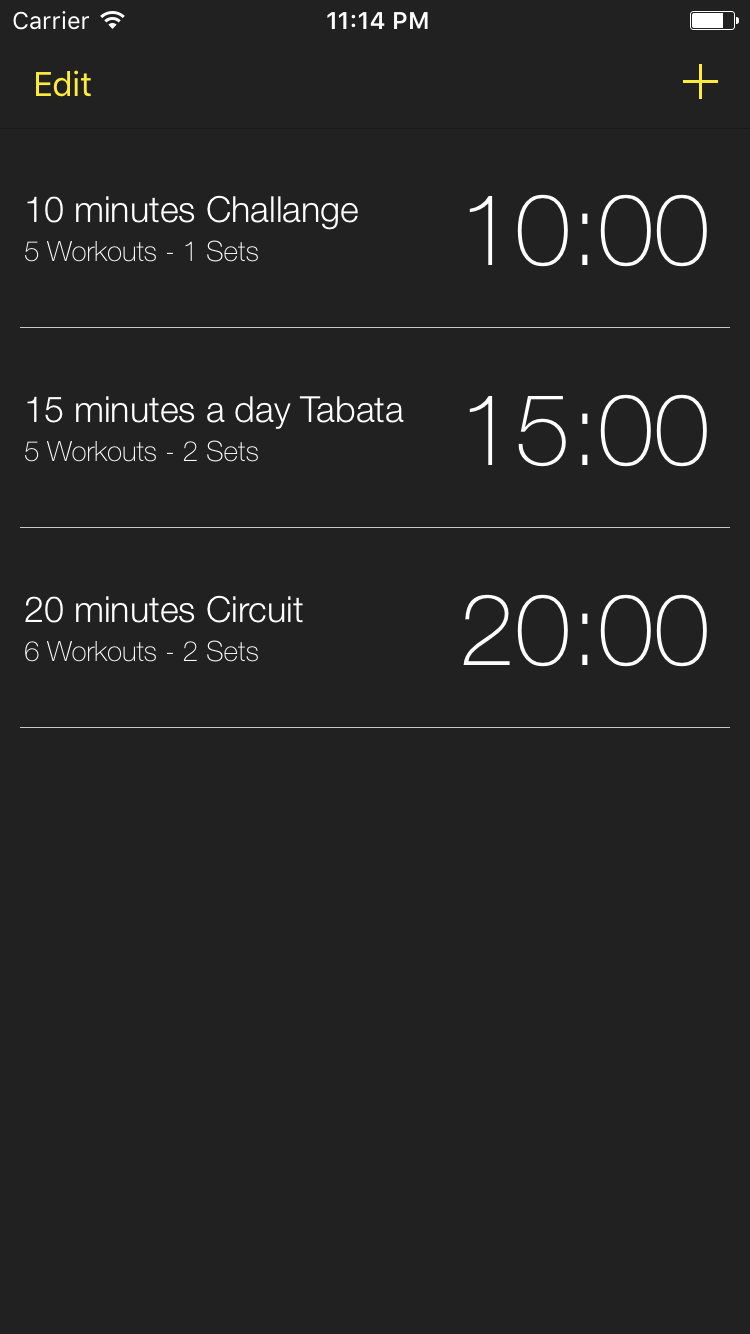 Carrier 11:14 PM
Edit +
10 minutes Challange 10:00
5 Workouts - 1 Sets
15 minutes a day Tabata 15:00
5 Workouts - 2 Sets
20 minutes Circuit 20:00
6 Workouts - 2 Sets